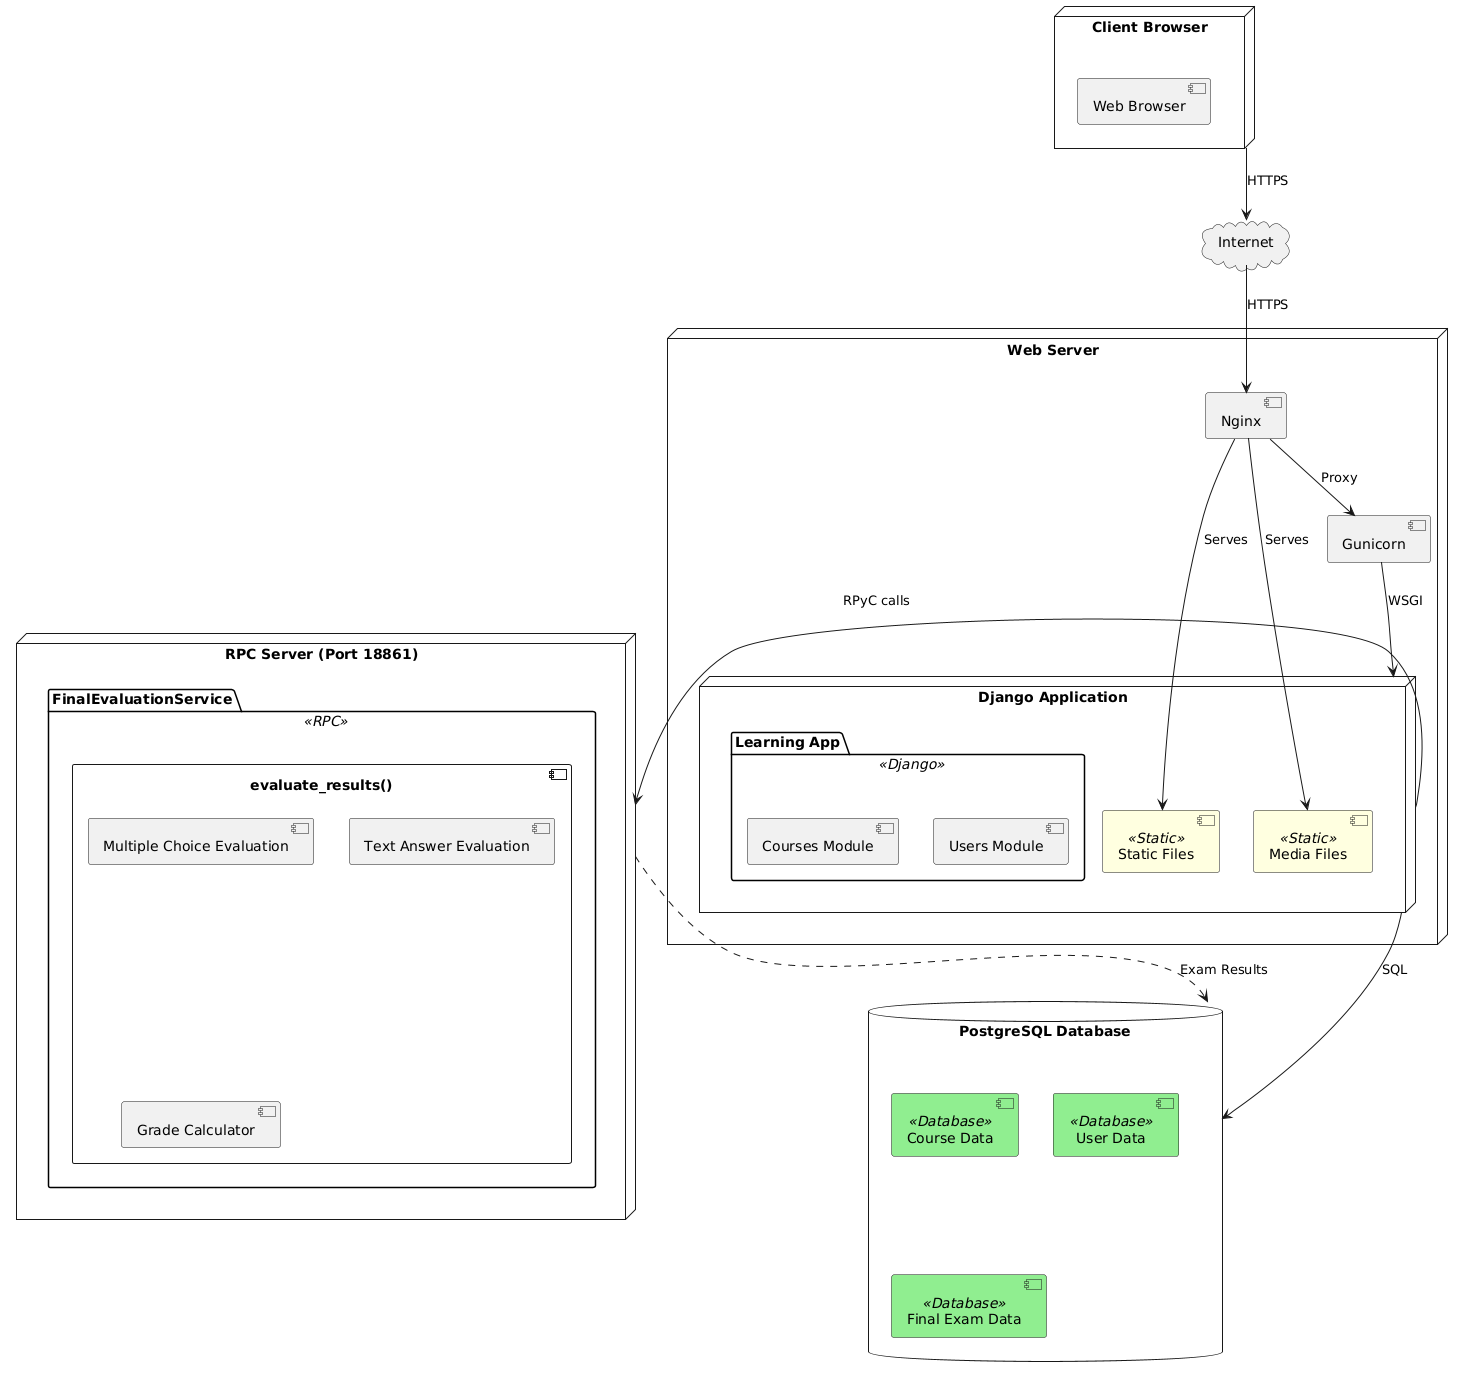 Client Browser
Web Browser
HTTPS
Internet
HTTPS
Web Server
Nginx
Proxy
Serves
Serves
Gunicorn
RPyC calls
WSGI
RPC Server (Port 18861)
FinalEvaluationService
«RPC»
evaluate_results()
Multiple Choice Evaluation
Text Answer Evaluation
Grade Calculator
Django Application
Learning App
«Django»
Courses Module
Users Module
«Static»
Static Files
«Static»
Media Files
Exam Results
SQL
PostgreSQL Database
«Database»
Course Data
«Database»
User Data
«Database»
Final Exam Data